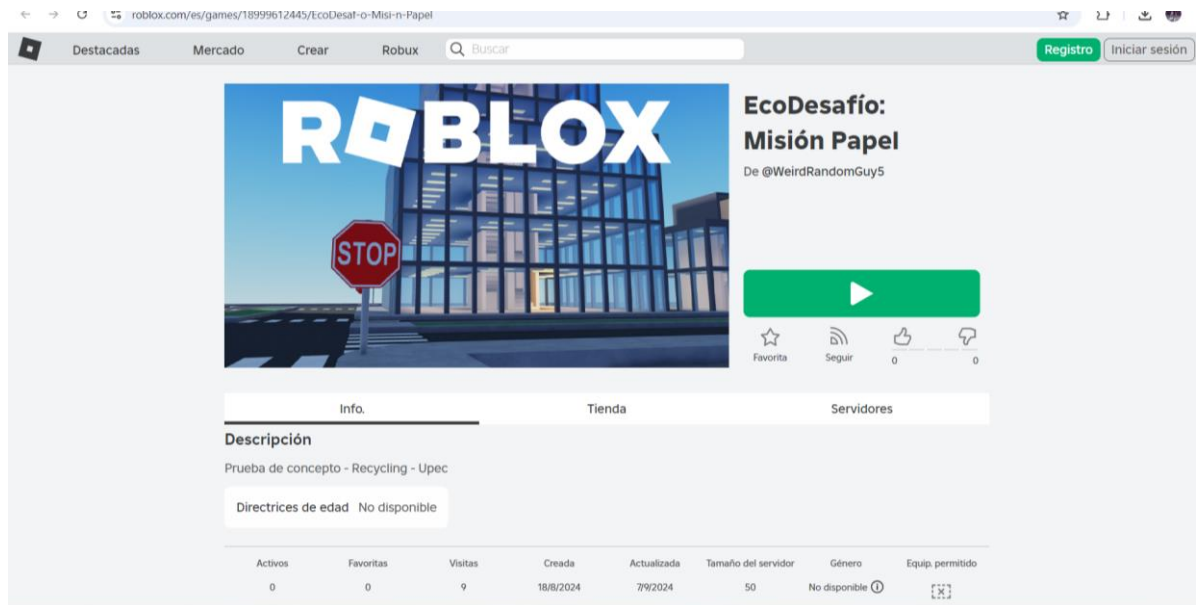 roblox.com/es/games/18999612445/EcoDesaf-o-Misi-n-Papel
Destacadas Mercado Crear Robux Buscar Registro Iniciar sesión
ROBLOX
STOP
EcoDesafío:
Misión Papel
De @WeirdRandomGuy5
Favorita Seguir 0 0
Info. Tienda Servidores
Descripción
Prueba de concepto - Recycling - Upec
Directrices de edad No disponible
Activos Favoritas Visitas Creada Actualizada Tamaño del servidor Género Equip. permitido
0 0 9 18/8/2024 7/9/2024 50 No disponible